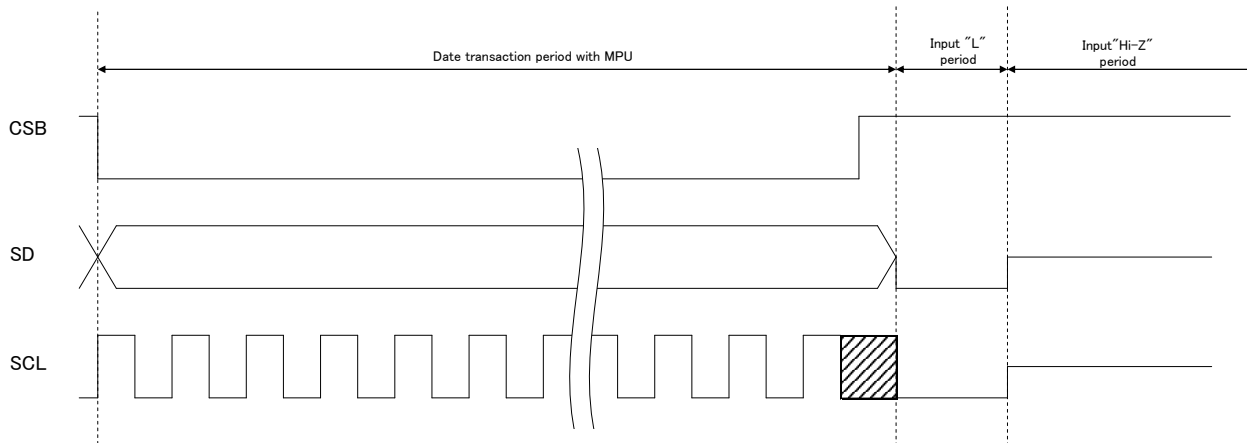 Date transaction period with MPU
Input "L"
period
Input"Hi-Z"
period
CSB
SD
SCL